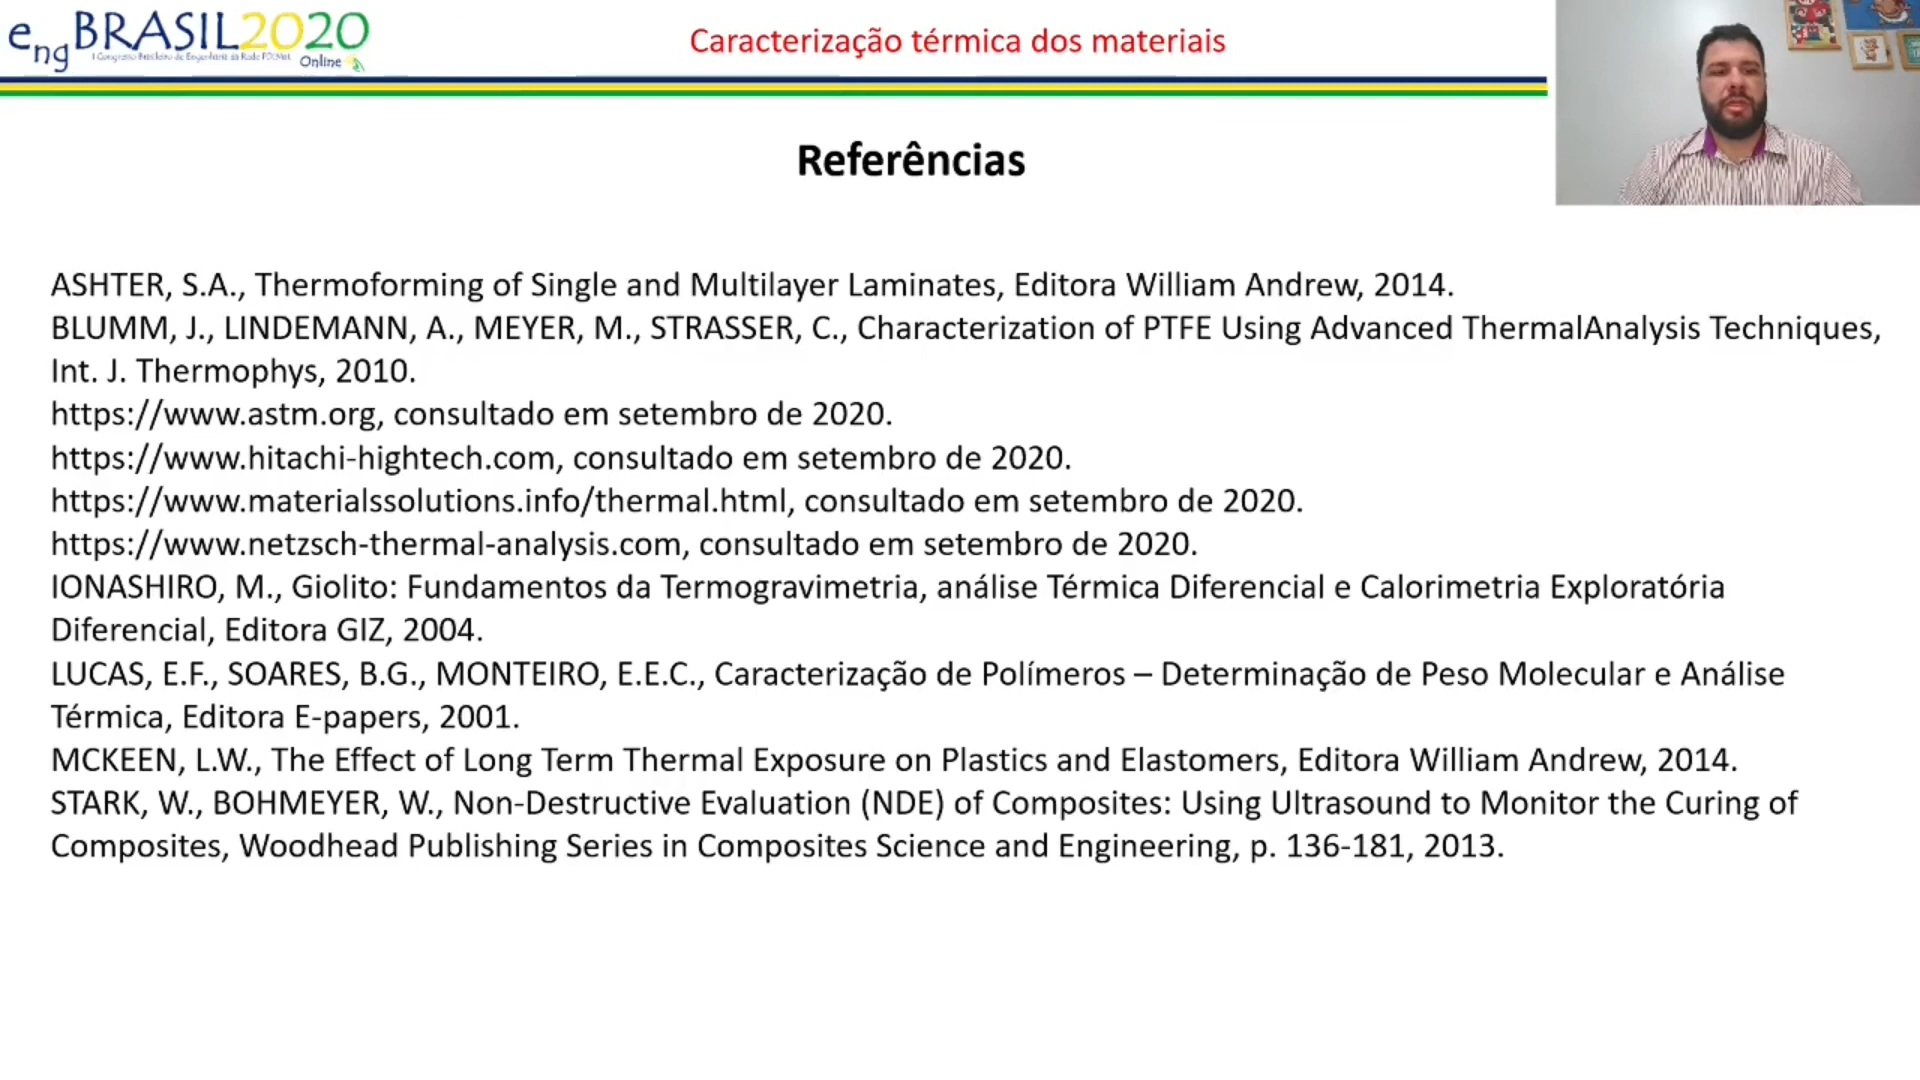 engBRASIL2020
I Congresso Brasileiro de Engenharia da Rede PDIMat
Online
Caracterização térmica dos materiais
Referências
ASHTER, S.A., Thermoforming of Single and Multilayer Laminates, Editora William Andrew, 2014.
BLUMM, J., LINDEMANN, A., MEYER, M., STRASSER, C., Characterization of PTFE Using Advanced ThermalAnalysis Techniques,
Int. J. Thermophys, 2010.
https://www.astm.org, consultado em setembro de 2020.
https://www.hitachi-hightech.com, consultado em setembro de 2020.
https://www.materialssolutions.info/thermal.html, consultado em setembro de 2020.
https://www.netzsch-thermal-analysis.com, consultado em setembro de 2020.
IONASHIRO, M., Giolito: Fundamentos da Termogravimetria, análise Térmica Diferencial e Calorimetria Exploratória
Diferencial, Editora GIZ, 2004.
LUCAS, E.F., SOARES, B.G., MONTEIRO, E.E.C., Caracterização de Polímeros – Determinação de Peso Molecular e Análise
Térmica, Editora E-papers, 2001.
MCKEEN, L.W., The Effect of Long Term Thermal Exposure on Plastics and Elastomers, Editora William Andrew, 2014.
STARK, W., BOHMEYER, W., Non-Destructive Evaluation (NDE) of Composites: Using Ultrasound to Monitor the Curing of
Composites, Woodhead Publishing Series in Composites Science and Engineering, p. 136-181, 2013.